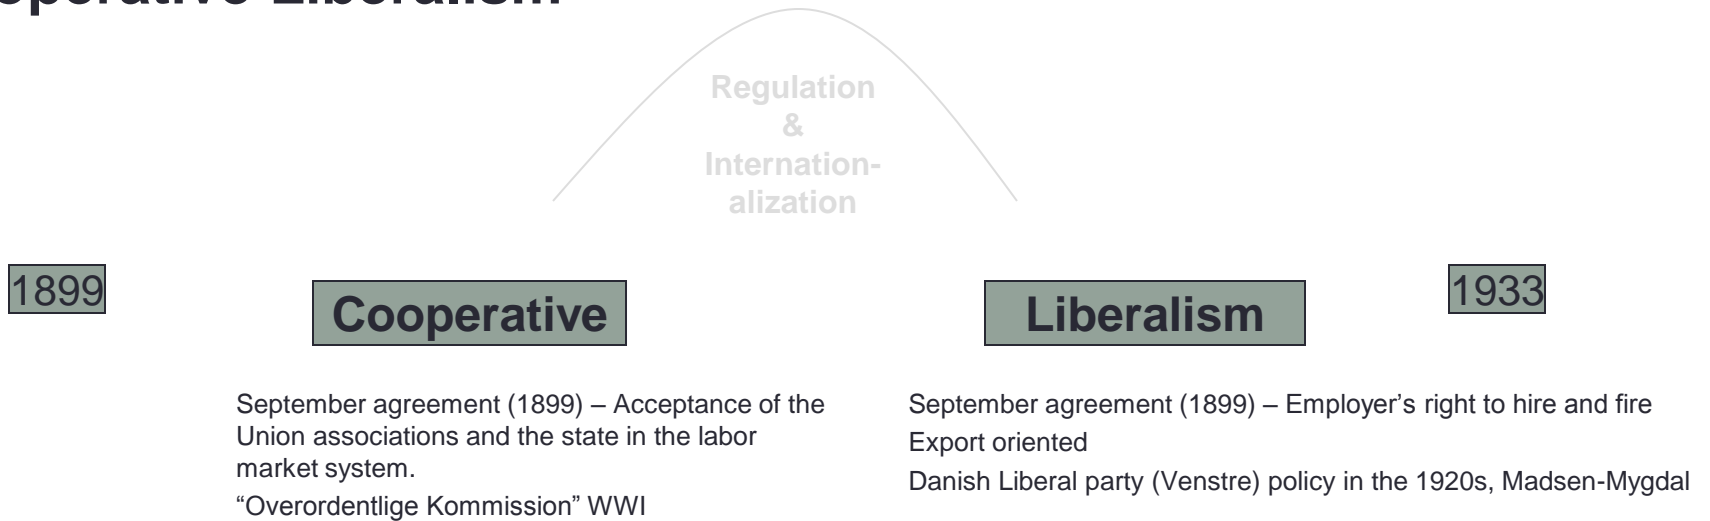 Liberalism
Regulation
&
Internation-
alization
1899
Cooperative
Liberalism
1933
September agreement (1899) – Acceptance of the
Union associations and the state in the labor
market system.
“Overordentlige Kommission” WWI
September agreement (1899) – Employer’s right to hire and fire
Export oriented
Danish Liberal party (Venstre) policy in the 1920s, Madsen-Mygdal